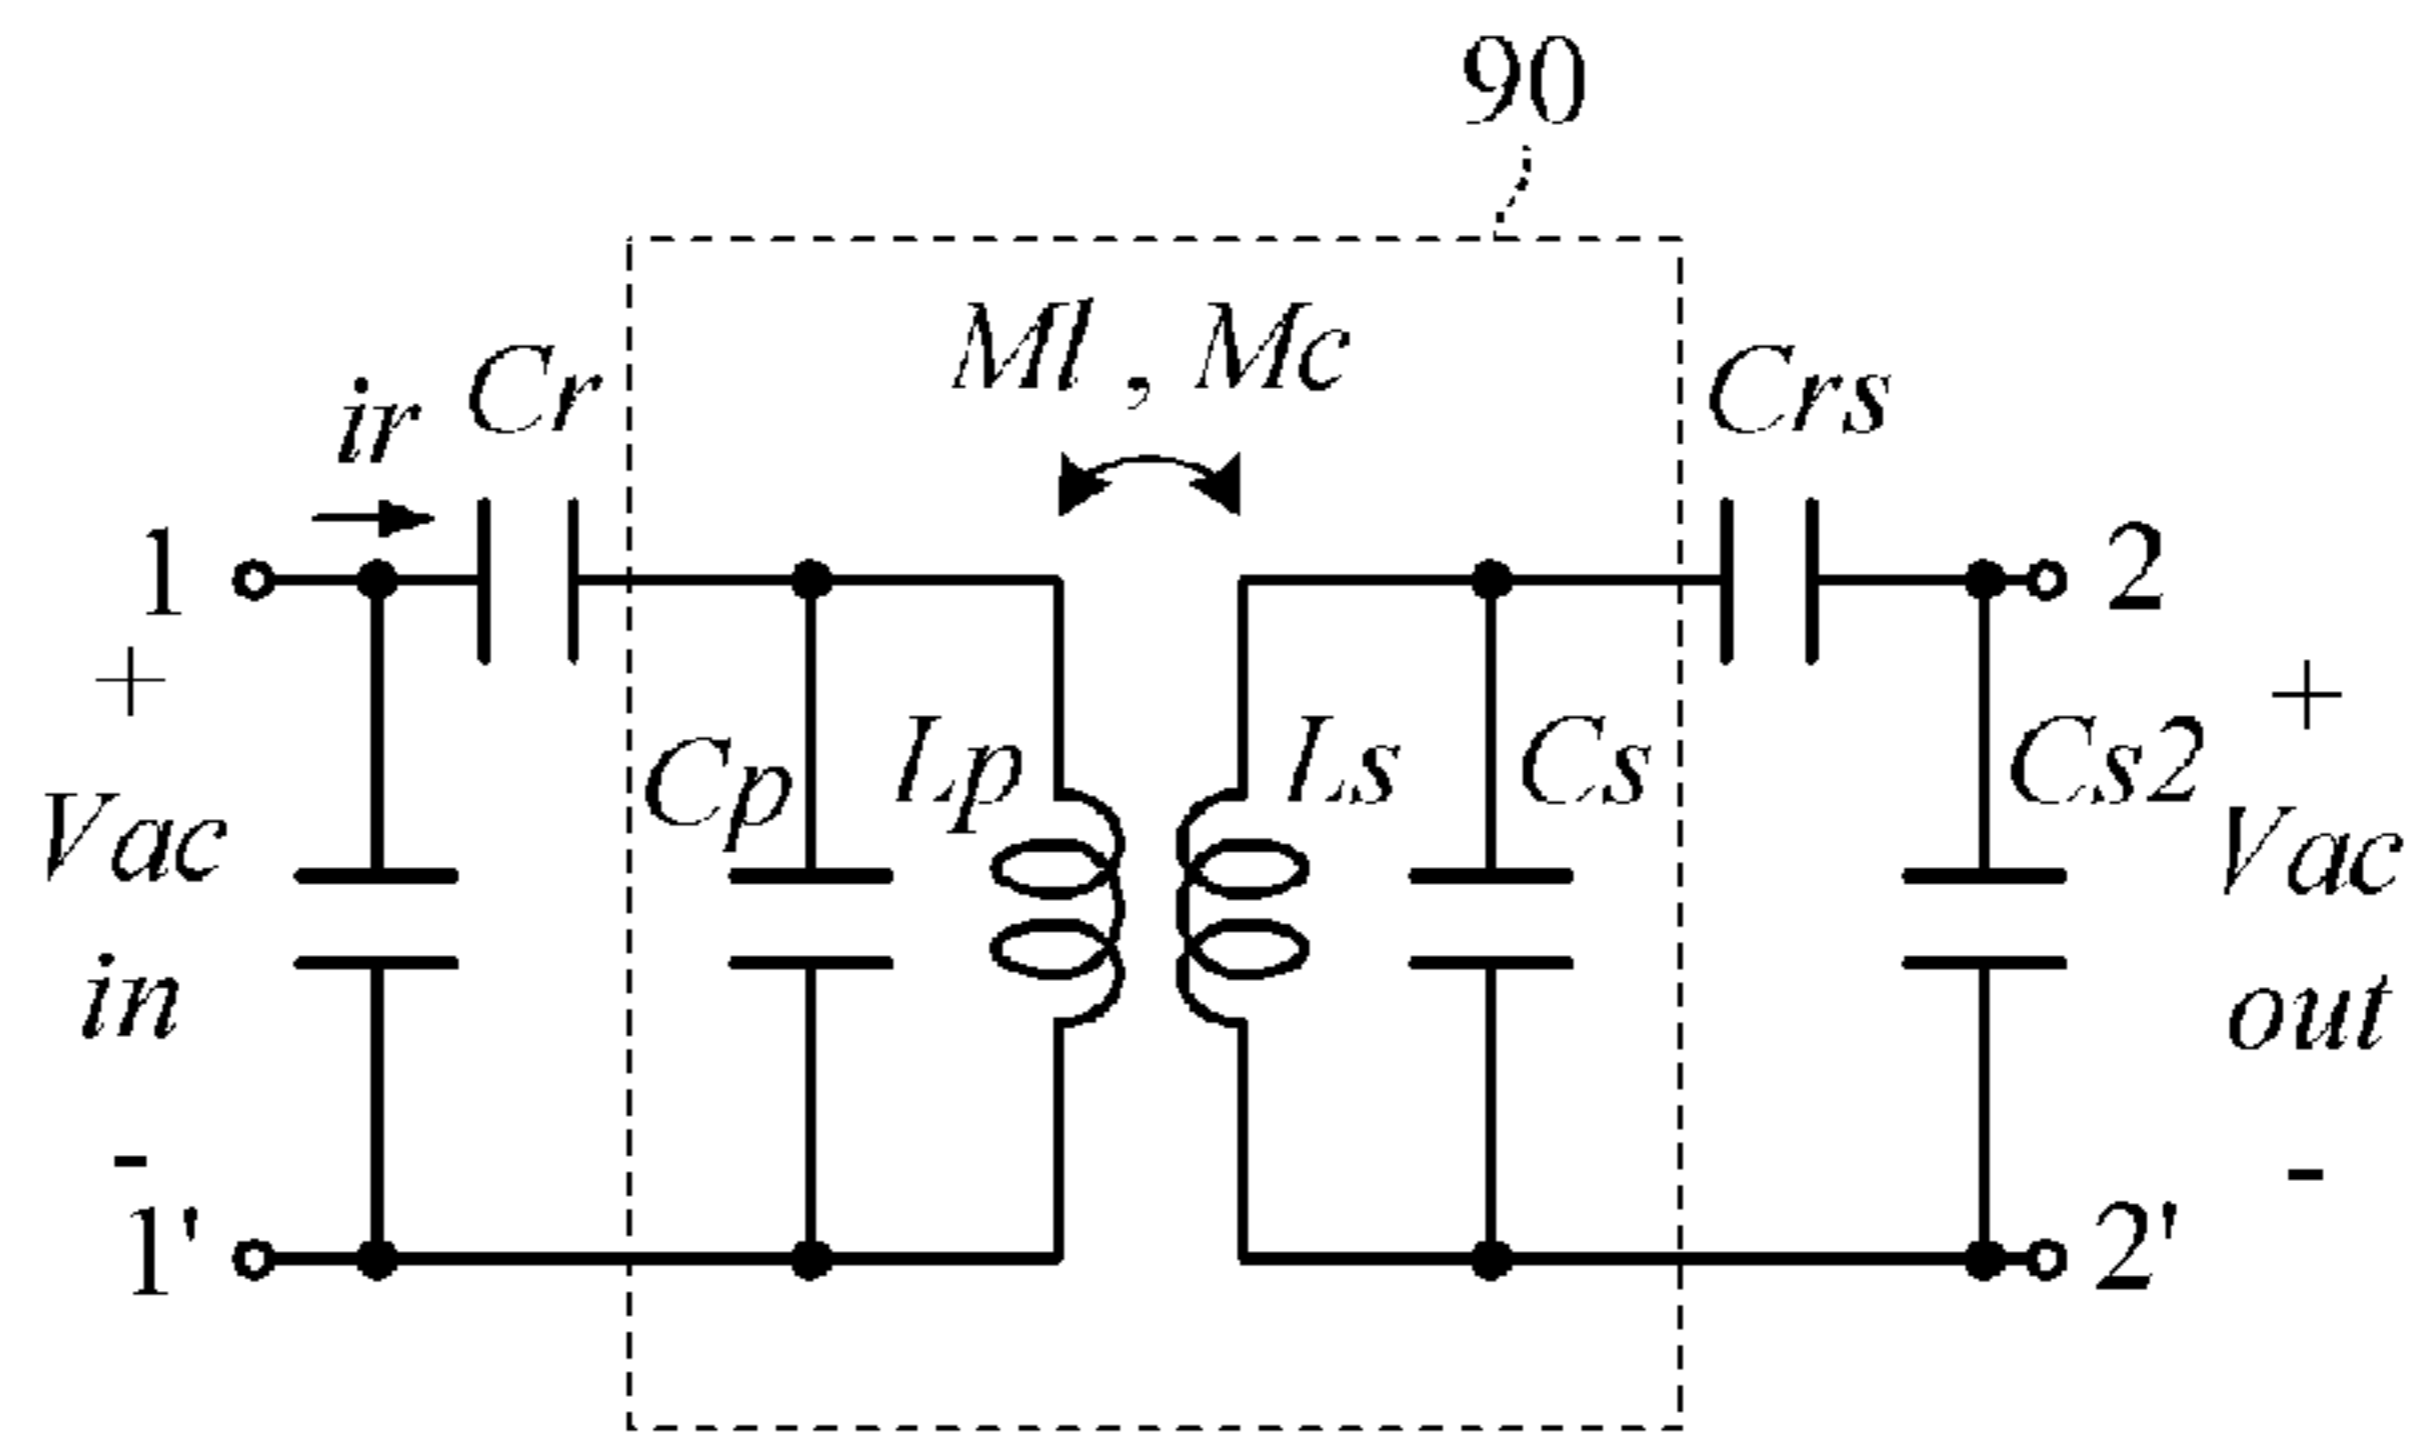 90
Ml , Mc
ir Cr Crs
1 2
+ +
Cp Lp Ls Cs Cs2
Vac Vac
in out
- -
1' 2'